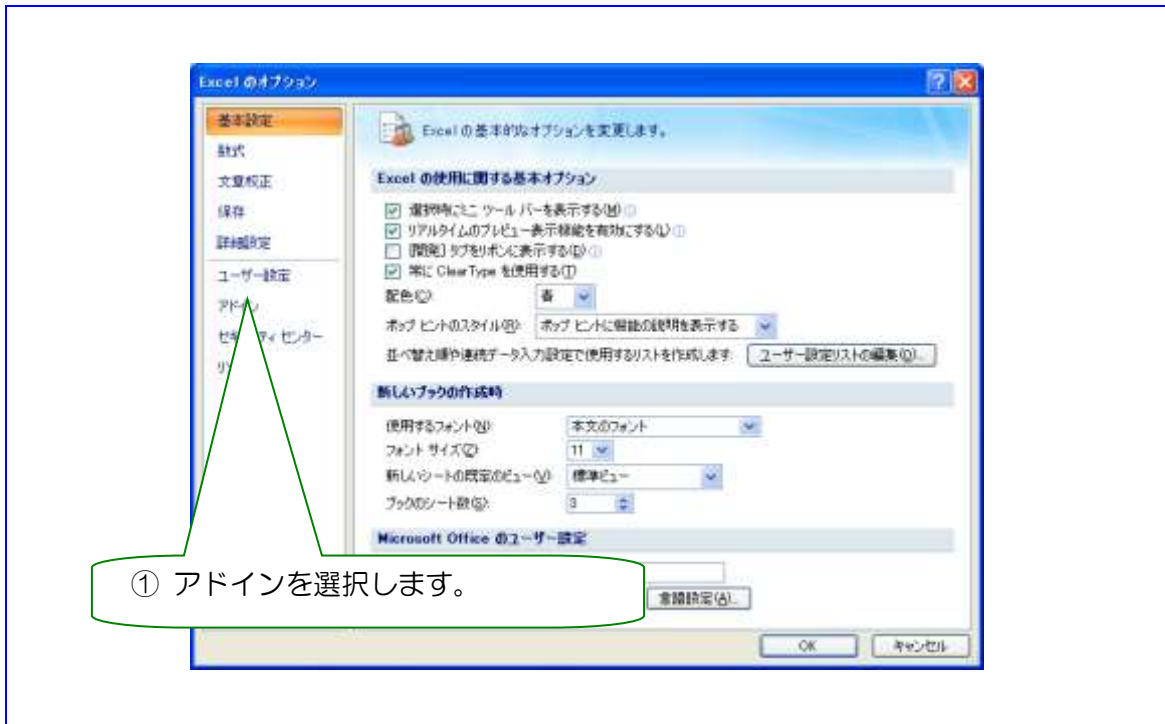 Excel のオプション
基本設定
数式
文章校正
保存
詳細設定
ユーザー設定
アドイン
センター
Excel の基本的なオプションを変更します。
Excel の使用に関する基本オプション
選択時にミニ ツール バーを表示する(M)
リアルタイムのプレビュー表示機能を有効にする(L)
[開発] タブをリボンに表示する(D)
常に ClearType を使用する(T)
配色(C):
青
ポップ ヒントのスタイル(R):
ポップ ヒントに機能の説明を表示する
並べ替え順や連続データ入力設定で使用するリストを作成します:
ユーザー設定リストの編集(O)...
新しいブックの作成時
使用するフォント(N):
本文のフォント
フォント サイズ(Z):
11
新しいシートの既定のビュー(V):
標準ビュー
ブックのシート数(S):
3
Microsoft Office のユーザー設定
言語設定(A)...
① アドインを選択します。
OK
キャンセル